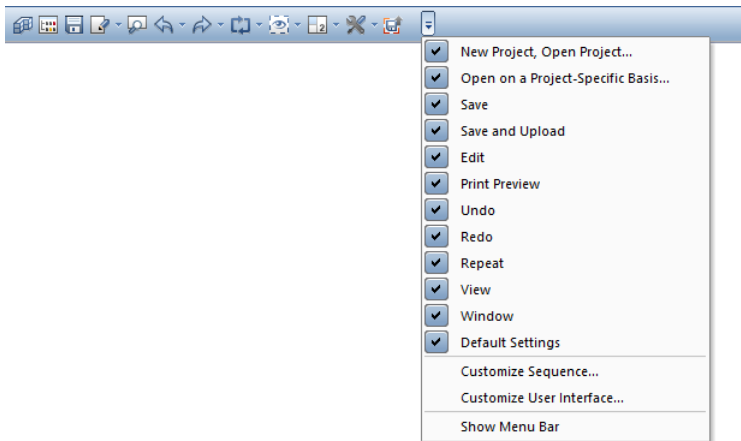 2
New Project, Open Project...
Open on a Project-Specific Basis...
Save
Save and Upload
Edit
Print Preview
Undo
Redo
Repeat
View
Window
Default Settings
Customize Sequence...
Customize User Interface...
Show Menu Bar